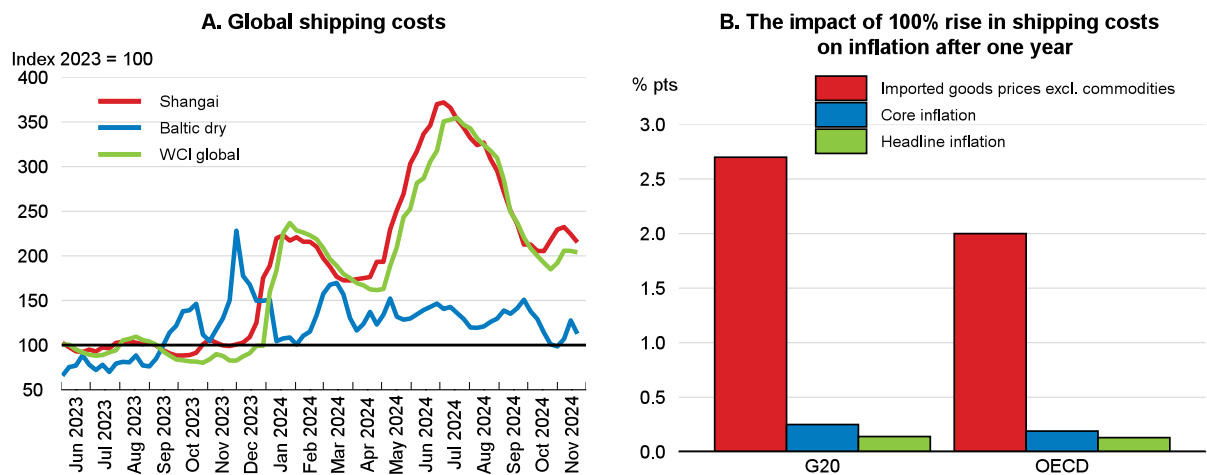 A. Global shipping costs
Index 2023 = 100
400
350
300
250
200
150
100
50
Shangai
Baltic dry
WCI global
Jun 2023
Jul 2023
Aug 2023
Sep 2023
Oct 2023
Nov 2023
Dec 2023
Jan 2024
Feb 2024
Mar 2024
Apr 2024
May 2024
Jun 2024
Jul 2024
Aug 2024
Sep 2024
Oct 2024
Nov 2024
B. The impact of 100% rise in shipping costs
on inflation after one year
% pts
Imported goods prices excl. commodities
Core inflation
Headline inflation
3.0
2.5
2.0
1.5
1.0
0.5
0.0
G20
OECD